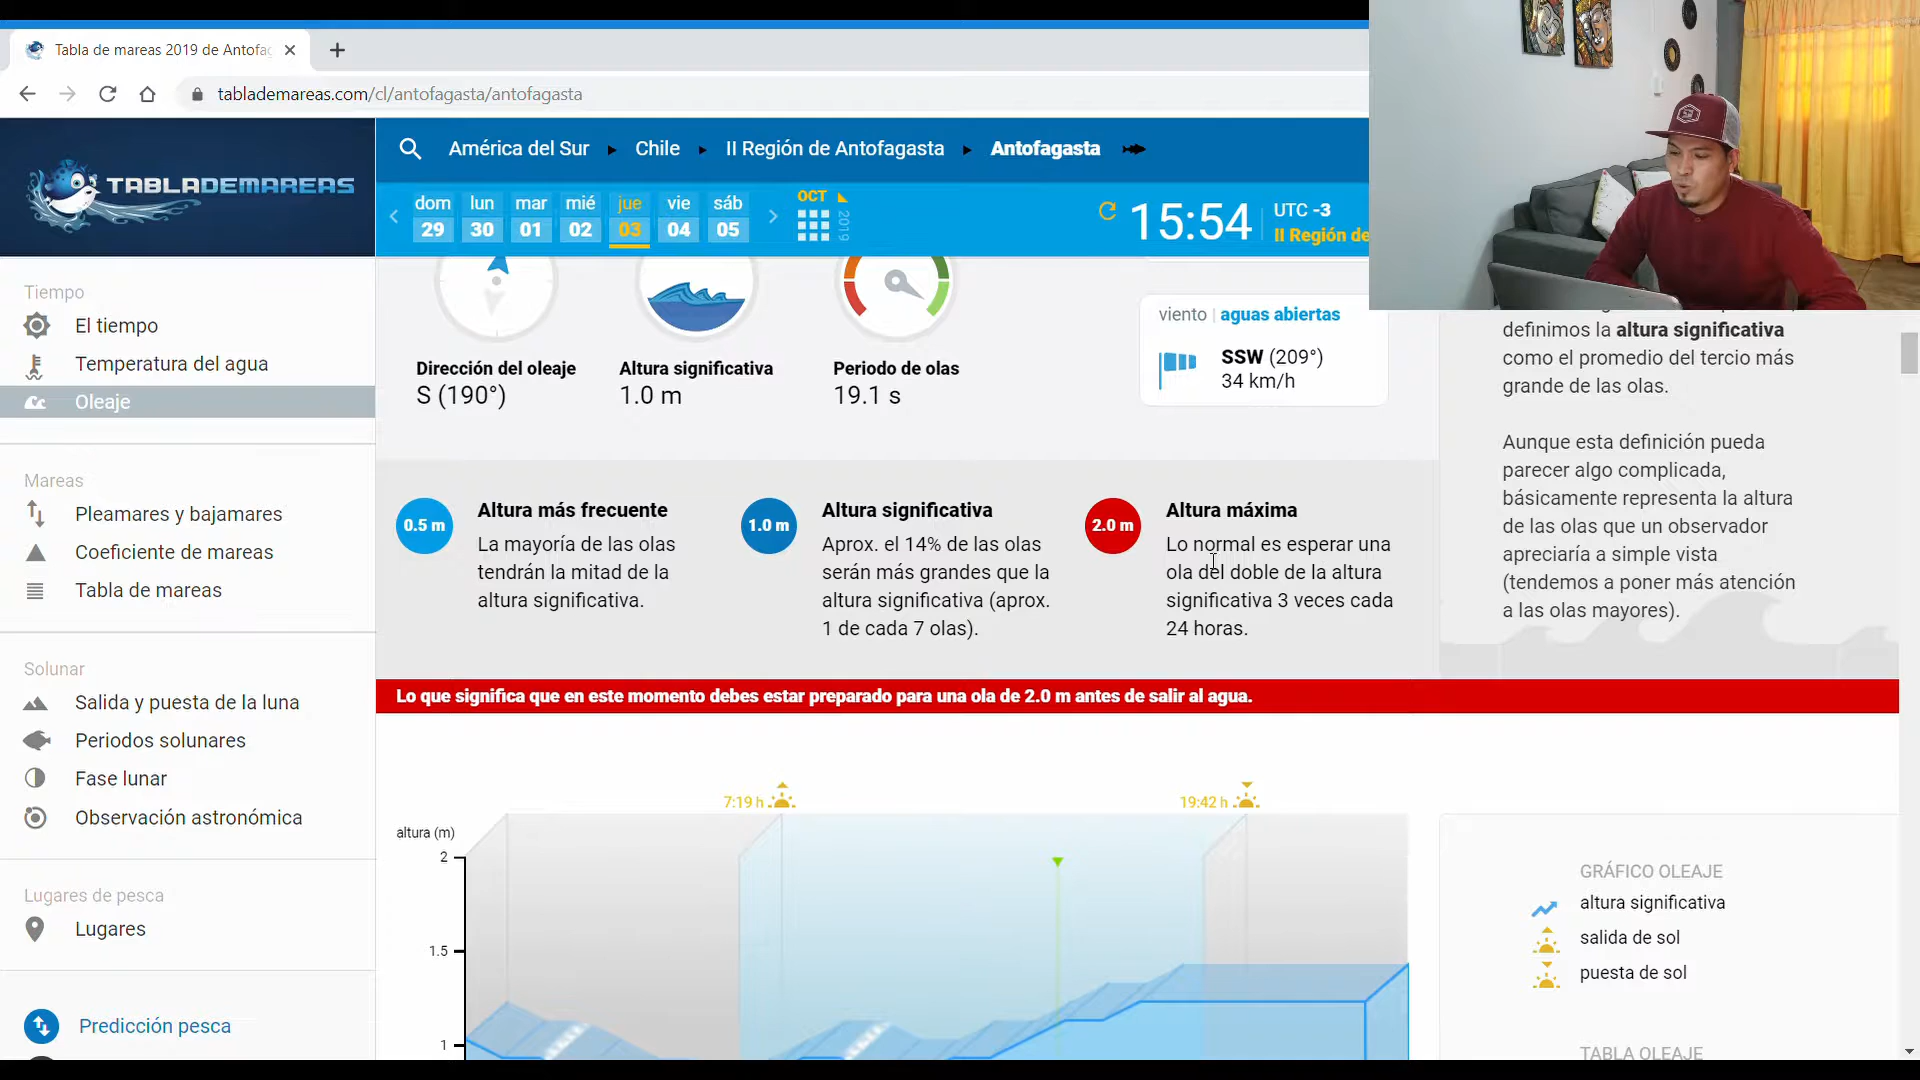 Tabla de mareas 2019 de Antofag
tablademareas.com/cl/antofagasta/antofagasta
TABLADEMAREAS
América del Sur
Chile
II Región de Antofagasta
Antofagasta
dom
lun
mar
mié
jue
vie
sáb
29
30
01
02
03
04
05
OCT
2019
15:54
UTC -3
II Región de
Tiempo
El tiempo
Temperatura del agua
Oleaje
Mareas
Pleamares y bajamares
Coeficiente de mareas
Tabla de mareas
Solunar
Salida y puesta de la luna
Periodos solunares
Fase lunar
Observación astronómica
Lugares de pesca
Lugares
Predicción pesca
Dirección del oleaje
S (190°)
Altura significativa
1.0 m
Periodo de olas
19.1 s
viento | aguas abiertas
SSW (209°)
34 km/h
definimos la altura significativa
como el promedio del tercio más
grande de las olas.
Aunque esta definición pueda
parecer algo complicada,
básicamente representa la altura
de las olas que un observador
apreciaría a simple vista
(tendemos a poner más atención
a las olas mayores).
0.5 m
Altura más frecuente
La mayoría de las olas
tendrán la mitad de la
altura significativa.
1.0 m
Altura significativa
Aprox. el 14% de las olas
serán más grandes que la
altura significativa (aprox.
1 de cada 7 olas).
2.0 m
Altura máxima
Lo normal es esperar una
ola del doble de la altura
significativa 3 veces cada
24 horas.
Lo que significa que en este momento debes estar preparado para una ola de 2.0 m antes de salir al agua.
7:19 h
19:42 h
altura (m)
2
1.5
1
GRÁFICO OLEAJE
altura significativa
salida de sol
puesta de sol
TABLA OLEAJE